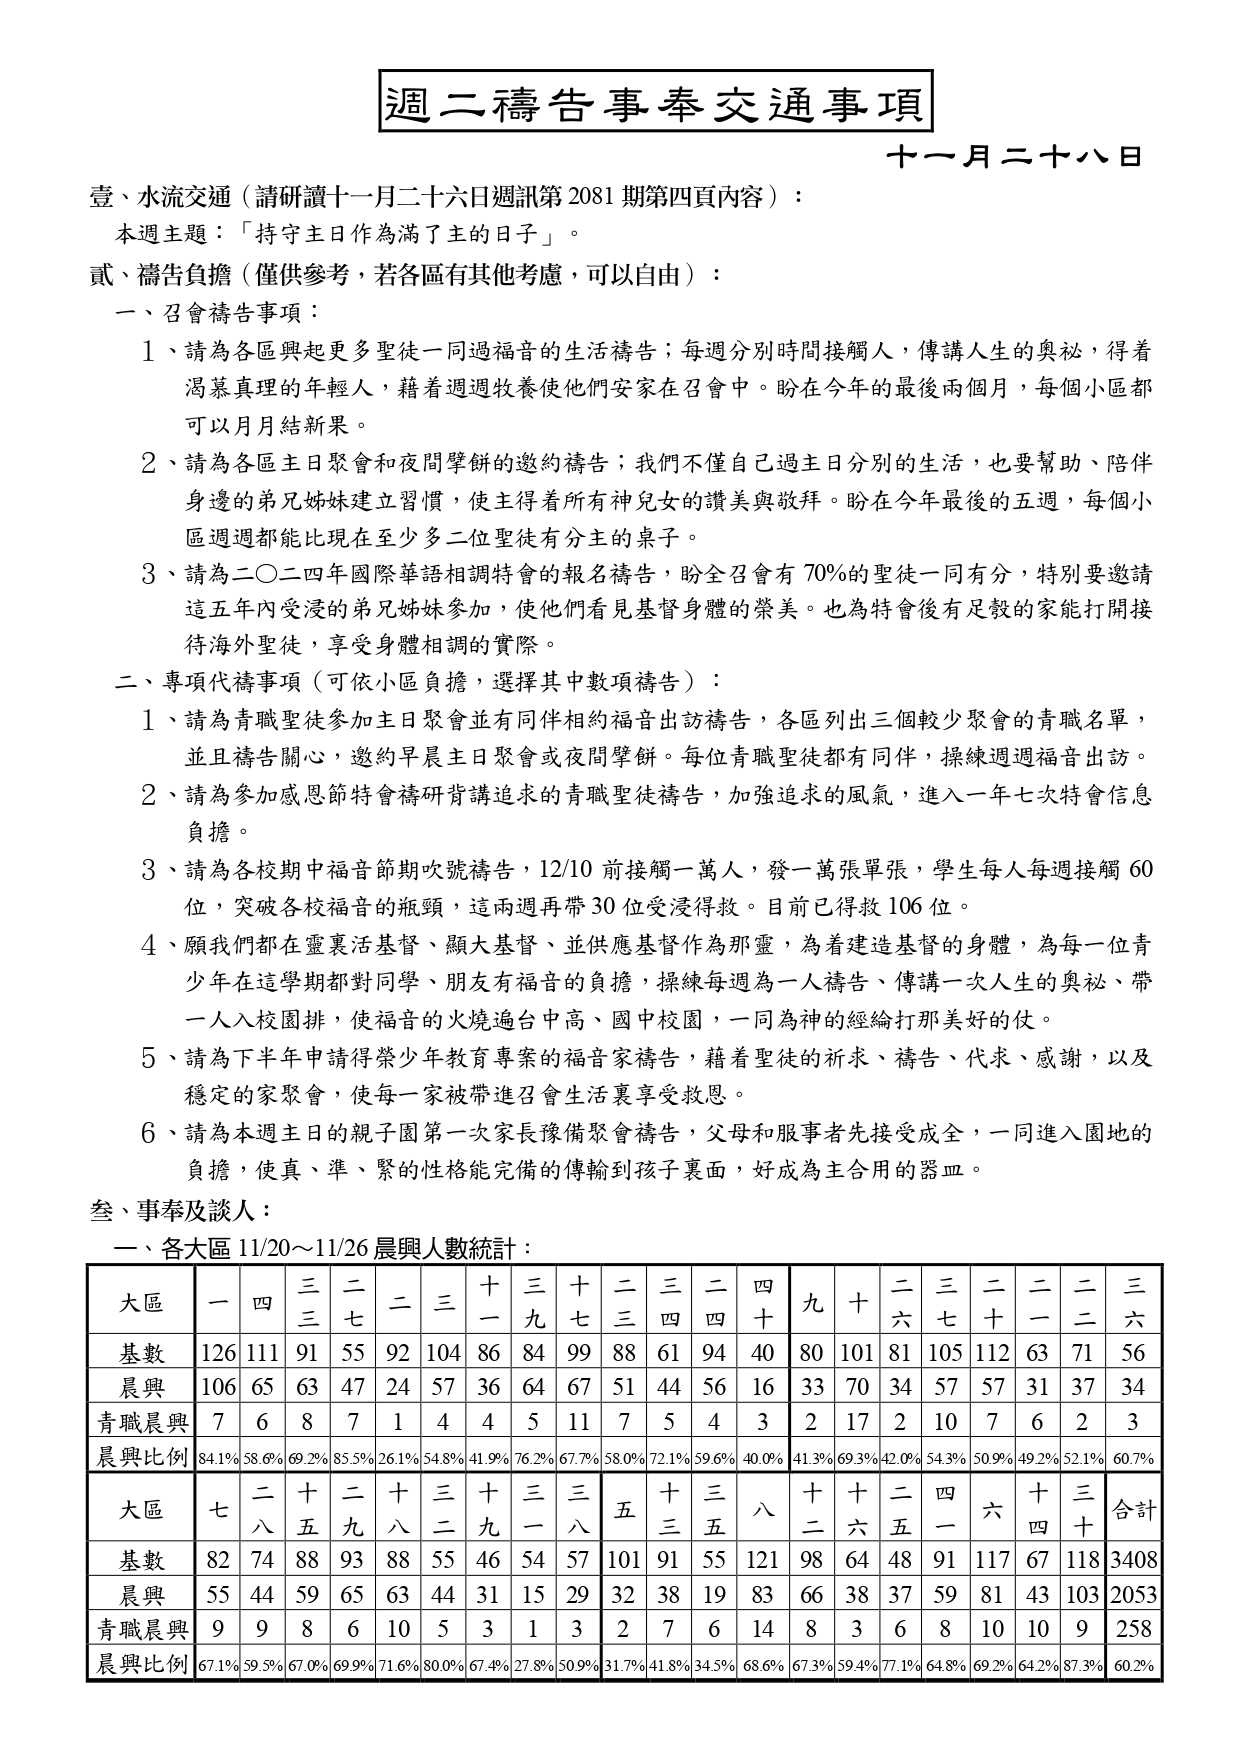 週二禱告事奉交通事項
十一月二十八日
壹、水流交通（請研讀十一月二十六日週訊第 2081 期第四頁內容）：
本週主題：「持守主日作為滿了主的日子」。
貳、禱告負擔（僅供參考，若各區有其他考慮，可以自由）：
一、召會禱告事項：
１、請為各區興起更多聖徒一同過福音的生活禱告；每週分別時間接觸人，傳講人生的奧祕，得着
渴慕真理的年輕人，藉着週週牧養使他們安家在召會中。盼在今年的最後兩個月，每個小區都
可以月月結新果。
２、請為各區主日聚會和夜間擘餅的邀約禱告；我們不僅自己過主日分別的生活，也要幫助、陪伴
身邊的弟兄姊妹建立習慣，使主得着所有神兒女的讚美與敬拜。盼在今年最後的五週，每個小
區週週都能比現在至少多二位聖徒有分主的桌子。
３、請為二〇二四年國際華語相調特會的報名禱告，盼全召會有 70%的聖徒一同有分，特別要邀請
這五年內受浸的弟兄姊妹參加，使他們看見基督身體的榮美。也為特會後有足彀的家能打開接
待海外聖徒，享受身體相調的實際。
二、專項代禱事項（可依小區負擔，選擇其中數項禱告）：
１、請為青職聖徒參加主日聚會並有同伴相約福音出訪禱告，各區列出三個較少聚會的青職名單，
並且禱告關心，邀約早晨主日聚會或夜間擘餅。每位青職聖徒都有同伴，操練週週福音出訪。
２、請為參加感恩節特會禱研背講追求的青職聖徒禱告，加強追求的風氣，進入一年七次特會信息
負擔。
３、請為各校期中福音節期吹號禱告，12/10 前接觸一萬人，發一萬張單張，學生每人每週接觸 60
位，突破各校福音的瓶頸，這兩週再帶 30 位受浸得救。目前已得救 106 位。
４、願我們都在靈裏活基督、顯大基督、並供應基督作為那靈，為着建造基督的身體，為每一位青
少年在這學期都對同學、朋友有福音的負擔，操練每週為一人禱告、傳講一次人生的奧祕、帶
一人入校園排，使福音的火燒遍台中高、國中校園，一同為神的經綸打那美好的仗。
５、請為下半年申請得榮少年教育專案的福音家禱告，藉着聖徒的祈求、禱告、代求、感謝，以及
穩定的家聚會，使每一家被帶進召會生活裏享受救恩。
６、請為本週主日的親子園第一次家長豫備聚會禱告，父母和服事者先接受成全，一同進入園地的
負擔，使真、準、緊的性格能完備的傳輸到孩子裏面，好成為主合用的器皿。
叁、事奉及談人：
一、各大區 11/20～11/26 晨興人數統計：
大區 一 四 三三 二七 二 三 十一 三九 十七 二三 三四 二四 四十 九 十 二六 三七 二十 二一 二二 三六
基數 126 111 91 55 92 104 86 84 99 88 61 94 40 80 101 81 105 112 63 71 56
晨興 106 65 63 47 24 57 36 64 67 51 44 56 16 33 70 34 57 57 31 37 34
青職晨興 7 6 8 7 1 4 4 5 11 7 5 4 3 2 17 2 10 7 6 2 3
晨興比例 84.1% 58.6% 69.2% 85.5% 26.1% 54.8% 41.9% 76.2% 67.7% 58.0% 72.1% 59.6% 40.0% 41.3% 69.3% 42.0% 54.3% 50.9% 49.2% 52.1% 60.7%
大區 七 二八 十五 二九 十八 三二 十九 三一 三八 五 十三 三五 八 十二 十六 二五 四一 六 十四 三十 合計
基數 82 74 88 93 88 55 46 54 57 101 91 55 121 98 64 48 91 117 67 118 3408
晨興 55 44 59 65 63 44 31 15 29 32 38 19 83 66 38 37 59 81 43 103 2053
青職晨興 9 9 8 6 10 5 3 1 3 2 7 6 14 8 3 6 8 10 10 9 258
晨興比例 67.1% 59.5% 67.0% 69.9% 71.6% 80.0% 67.4% 27.8% 50.9% 31.7% 41.8% 34.5% 68.6% 67.3% 59.4% 77.1% 64.8% 69.2% 64.2% 87.3% 60.2%